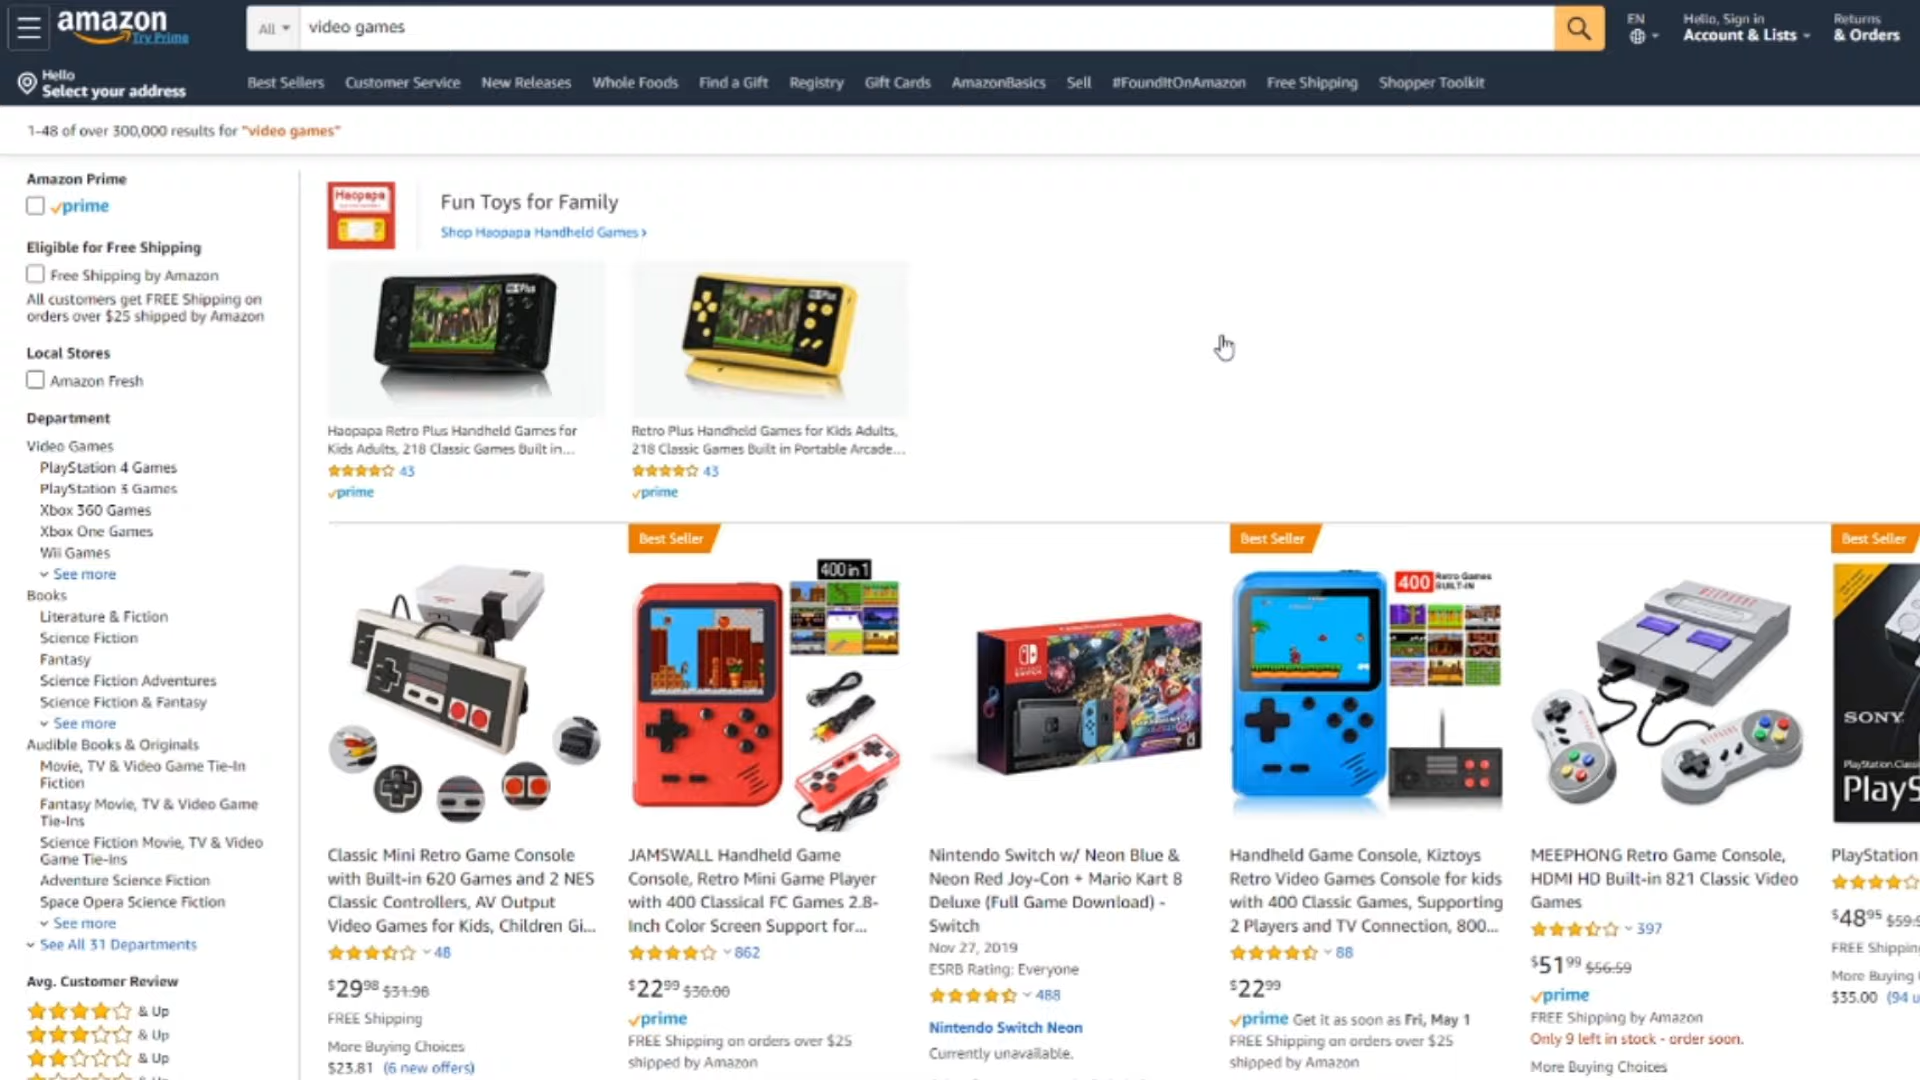 amazon
Try Prime
All
video games
EN
Hello, Sign in
Account & Lists
Returns
& Orders
Hello
Select your address
Best Sellers
Customer Service
New Releases
Whole Foods
Find a Gift
Registry
Gift Cards
AmazonBasics
Sell
#FoundItOnAmazon
Free Shipping
Shopper Toolkit
1-48 of over 300,000 results for "video games"
Amazon Prime
prime
Eligible for Free Shipping
Free Shipping by Amazon
All customers get FREE Shipping on
orders over $25 shipped by Amazon
Local Stores
Amazon Fresh
Department
Video Games
PlayStation 4 Games
PlayStation 3 Games
Xbox 360 Games
Xbox One Games
Wii Games
See more
Books
Literature & Fiction
Science Fiction
Fantasy
Science Fiction Adventures
Science Fiction & Fantasy
See more
Audible Books & Originals
Movie, TV & Video Game Tie-In
Fiction
Fantasy Movie, TV & Video Game
Tie-Ins
Science Fiction Movie, TV & Video
Game Tie-Ins
Adventure Science Fiction
Space Opera Science Fiction
See more
See All 31 Departments
Avg. Customer Review
& Up
& Up
& Up
Haopapa
Fun Toys for Family
Shop Haopapa Handheld Games ›
Haopapa Retro Plus Handheld Games for
Kids Adults, 218 Classic Games Built in...
43
prime
Retro Plus Handheld Games for Kids Adults,
218 Classic Games Built in Portable Arcade...
43
prime
Classic Mini Retro Game Console
with Built-in 620 Games and 2 NES
Classic Controllers, AV Output
Video Games for Kids, Children Gi...
48
$29.98 $31.98
FREE Shipping
More Buying Choices
$23.81 (6 new offers)
Best Seller
400 in 1
JAMSWALL Handheld Game
Console, Retro Mini Game Player
with 400 Classical FC Games 2.8-
Inch Color Screen Support for...
862
$22.99 $30.00
prime
FREE Shipping on orders over $25
shipped by Amazon
Nintendo Switch w/ Neon Blue &
Neon Red Joy-Con + Mario Kart 8
Deluxe (Full Game Download) -
Switch
Nov 27, 2019
ESRB Rating: Everyone
488
Nintendo Switch Neon
Currently unavailable.
Best Seller
400 Retro Games
BUILT-IN
Handheld Game Console, Kiztoys
Retro Video Games Console for kids
with 400 Classic Games, Supporting
2 Players and TV Connection, 800...
88
$22.99
prime Get it as soon as Fri, May 1
FREE Shipping on orders over $25
shipped by Amazon
MEEPHONG Retro Game Console,
HDMI HD Built-in 821 Classic Video
Games
397
$51.99 $56.59
prime
FREE Shipping by Amazon
Only 9 left in stock - order soon.
More Buying Choices
Best Seller
SONY
PlayStation.Classic
PlayS
PlayStation
$48.95 $59.9
FREE Shipping
More Buying
$35.00 (94 u